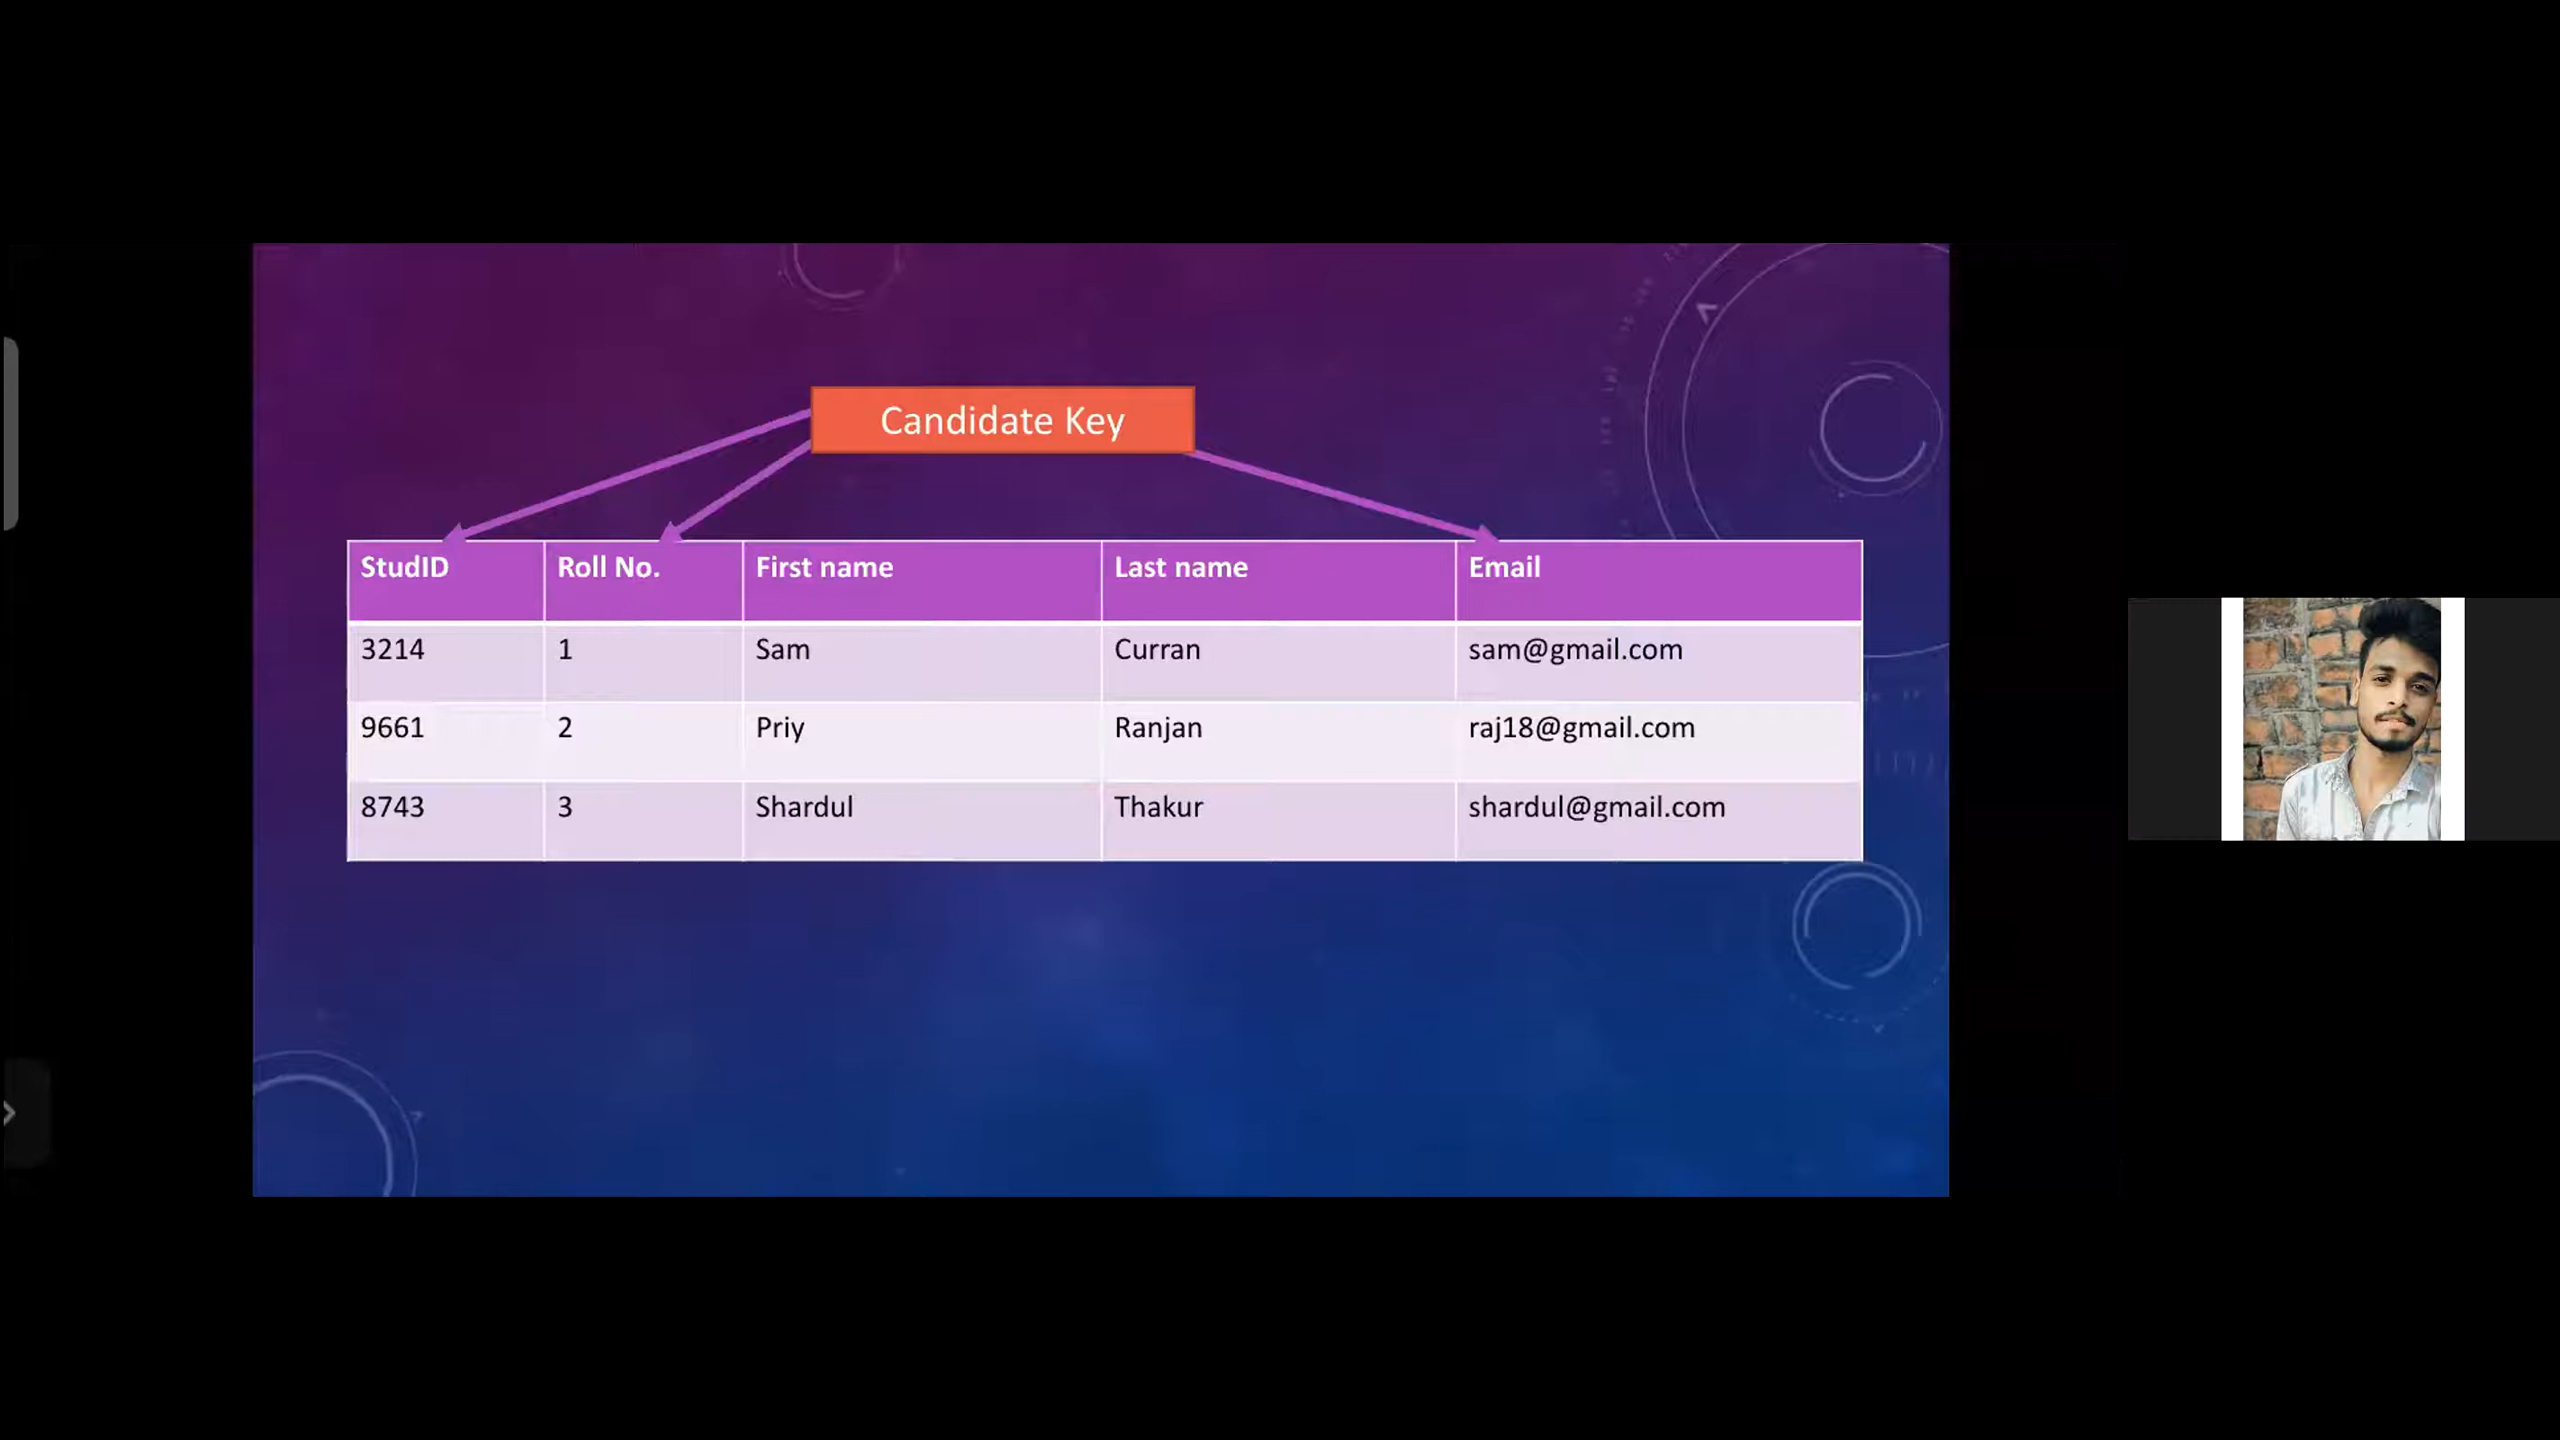 Candidate Key
StudID Roll No. First name Last name Email
3214 1 Sam Curran sam@gmail.com
9661 2 Priy Ranjan raj18@gmail.com
8743 3 Shardul Thakur shardul@gmail.com